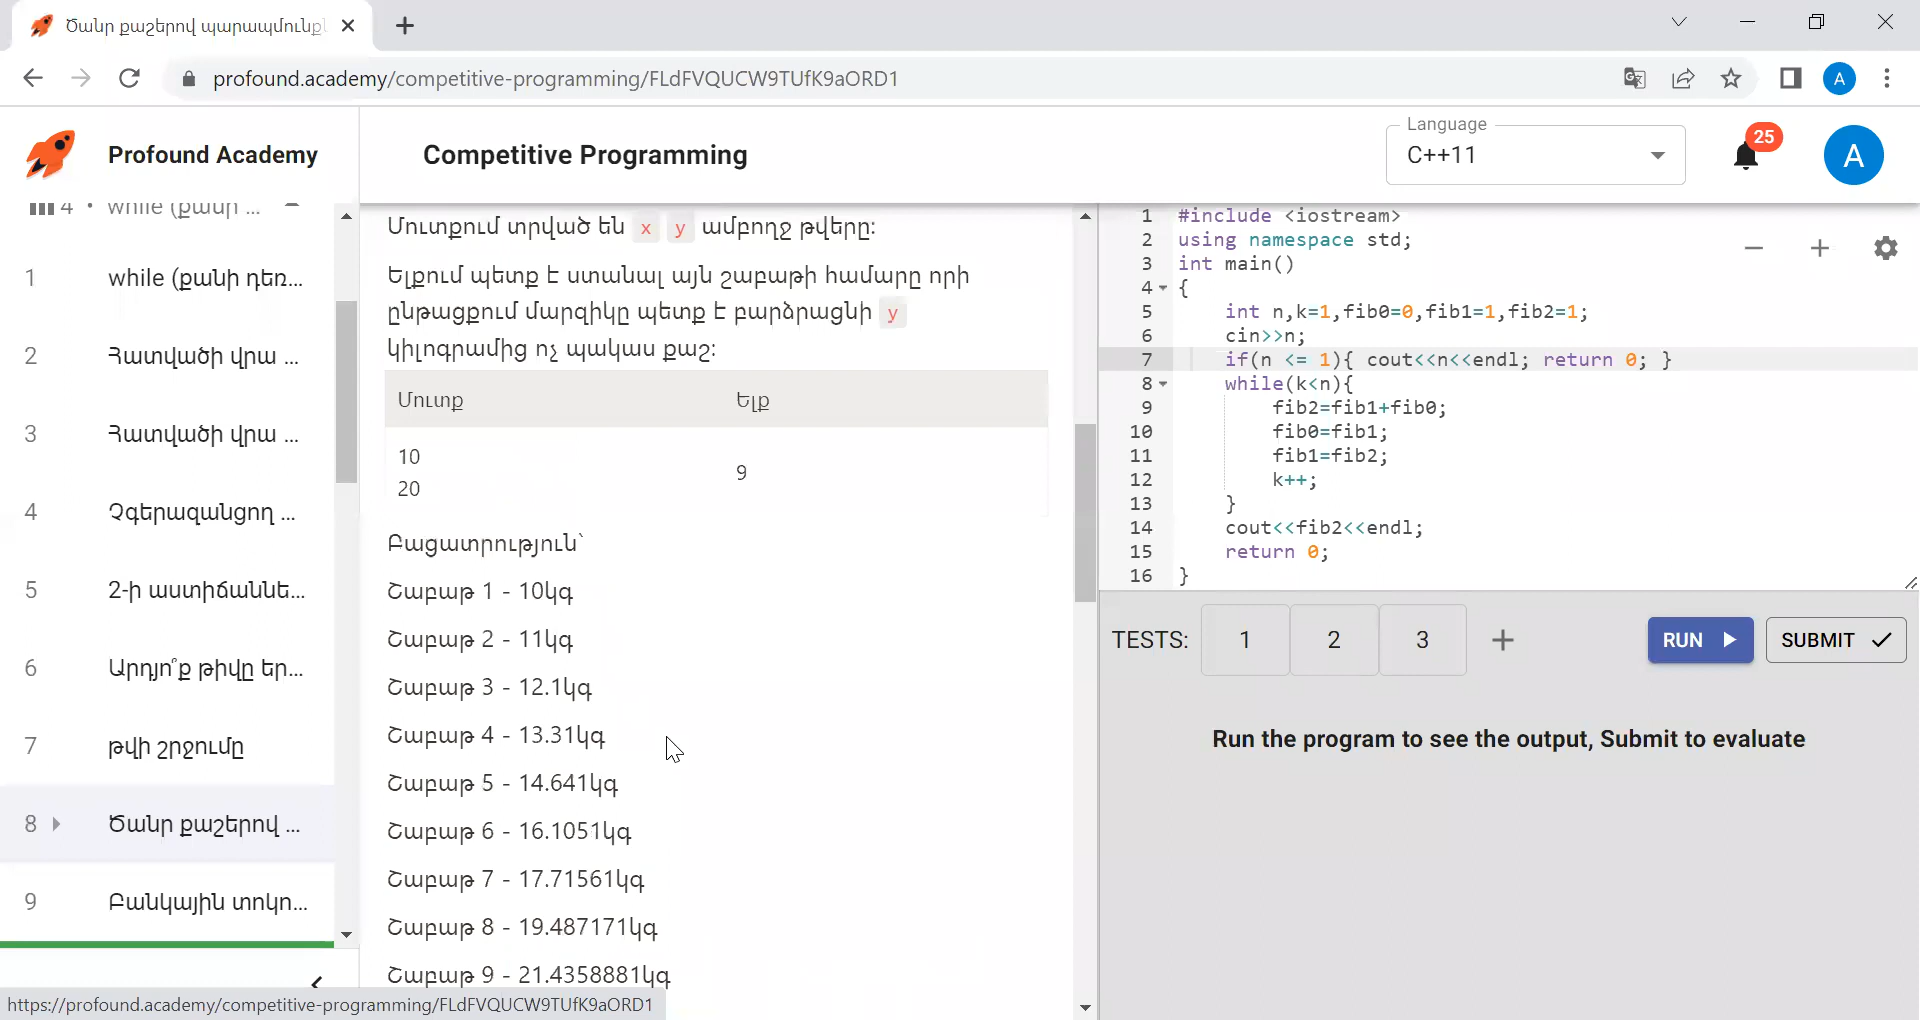 Ծանր քաշերով պարապմունքն
profound.academy/competitive-programming/FLdFVQUCW9TUfK9aORD1
A
Profound Academy
Competitive Programming
Language
C++11
25
A
4 • while (քանի ...
1 while (քանի դեռ...
2 Հատվածի վրա ...
3 Հատվածի վրա ...
4 Չգերազանցող ...
5 2-ի աստիճաննե...
6 Արդյո՞ք թիվը եր...
7 թվի շրջումը
8 Ծանր քաշերով ...
9 Բանկային տոկո...
https://profound.academy/competitive-programming/FLdFVQUCW9TUfK9aORD1
Մուտքում տրված են x y ամբողջ թվերը:
Ելքում պետք է ստանալ այն շաբաթի համարը որի
ընթացքում մարզիկը պետք է բարձրացնի y
կիլոգրամից ոչ պակաս քաշ:
Մուտք Ելք
10
20
9
Բացատրություն՝
Շաբաթ 1 - 10կգ
Շաբաթ 2 - 11կգ
Շաբաթ 3 - 12.1կգ
Շաբաթ 4 - 13.31կգ
Շաբաթ 5 - 14.641կգ
Շաբաթ 6 - 16.1051կգ
Շաբաթ 7 - 17.71561կգ
Շաբաթ 8 - 19.487171կգ
Շաբաթ 9 - 21.4358881կգ
1 #include <iostream>
2 using namespace std;
3 int main()
4 {
5 int n,k=1,fib0=0,fib1=1,fib2=1;
6 cin>>n;
7 if(n <= 1){ cout<<n<<endl; return 0; }
8 while(k<n){
9 fib2=fib1+fib0;
10 fib0=fib1;
11 fib1=fib2;
12 k++;
13 }
14 cout<<fib2<<endl;
15 return 0;
16 }
TESTS: 1 2 3 +
RUN
SUBMIT
Run the program to see the output, Submit to evaluate